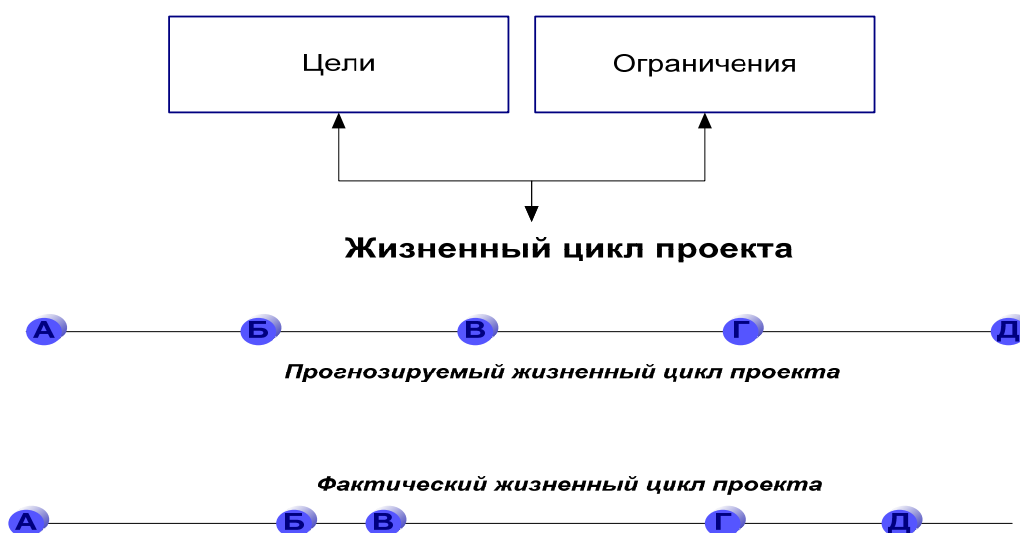 Цели
Ограничения
Жизненный цикл проекта
А Б В Г Д
Прогнозируемый жизненный цикл проекта
Фактический жизненный цикл проекта
А Б В Г Д